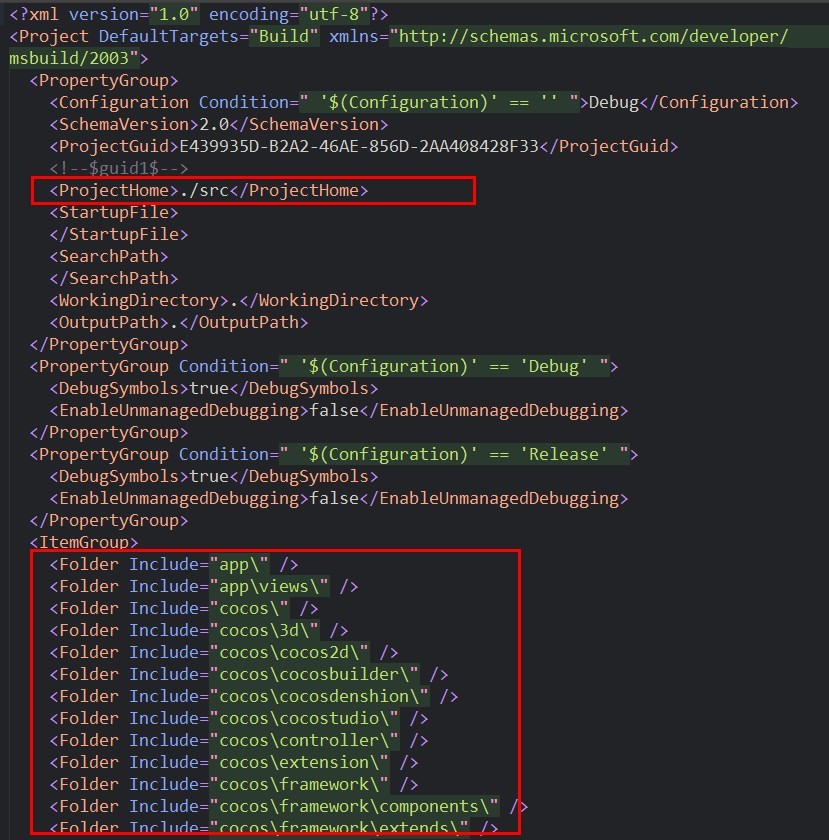 <?xml version="1.0" encoding="utf-8"?>
<Project DefaultTargets="Build" xmlns="http://schemas.microsoft.com/developer/
msbuild/2003">
<PropertyGroup>
<Configuration Condition=" '$(Configuration)' == '' ">Debug</Configuration>
<SchemaVersion>2.0</SchemaVersion>
<ProjectGuid>E439935D-B2A2-46AE-856D-2AA408428F33</ProjectGuid>
<!--$guid1$-->
<ProjectHome>./src</ProjectHome>
<StartupFile>
</StartupFile>
<SearchPath>
</SearchPath>
<WorkingDirectory>.</WorkingDirectory>
<OutputPath>.</OutputPath>
</PropertyGroup>
<PropertyGroup Condition=" '$(Configuration)' == 'Debug' ">
<DebugSymbols>true</DebugSymbols>
<EnableUnmanagedDebugging>false</EnableUnmanagedDebugging>
</PropertyGroup>
<PropertyGroup Condition=" '$(Configuration)' == 'Release' ">
<DebugSymbols>true</DebugSymbols>
<EnableUnmanagedDebugging>false</EnableUnmanagedDebugging>
</PropertyGroup>
<ItemGroup>
<Folder Include="app\" />
<Folder Include="app\views\" />
<Folder Include="cocos\" />
<Folder Include="cocos\3d\" />
<Folder Include="cocos\cocos2d\" />
<Folder Include="cocos\cocosbuilder\" />
<Folder Include="cocos\cocosdenshion\" />
<Folder Include="cocos\cocostudio\" />
<Folder Include="cocos\controller\" />
<Folder Include="cocos\extension\" />
<Folder Include="cocos\framework\" />
<Folder Include="cocos\framework\components\" />
<Folder Include="cocos\framework\extends\" />